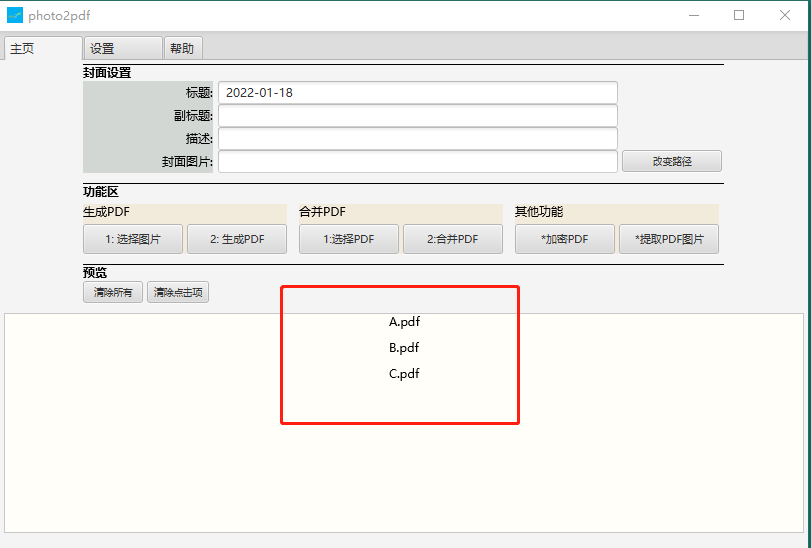 photo2pdf
主页 设置 帮助
封面设置
标题: 2022-01-18
副标题:
描述:
封面图片: 改变路径
功能区
生成PDF 合并PDF 其他功能
1: 选择图片 2: 生成PDF 1:选择PDF 2:合并PDF *加密PDF *提取PDF图片
预览
清除所有 清除点击项
A.pdf
B.pdf
C.pdf